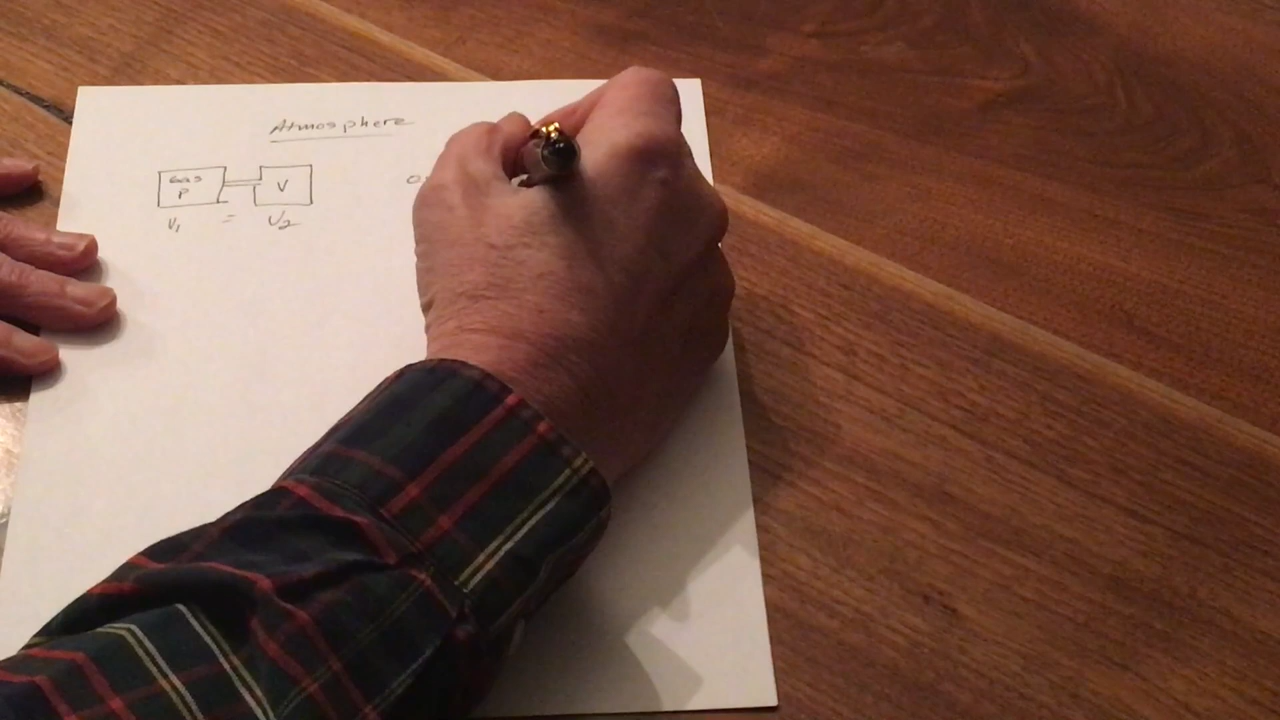 Atmosphere
Gas V
P
V₁ = V₂